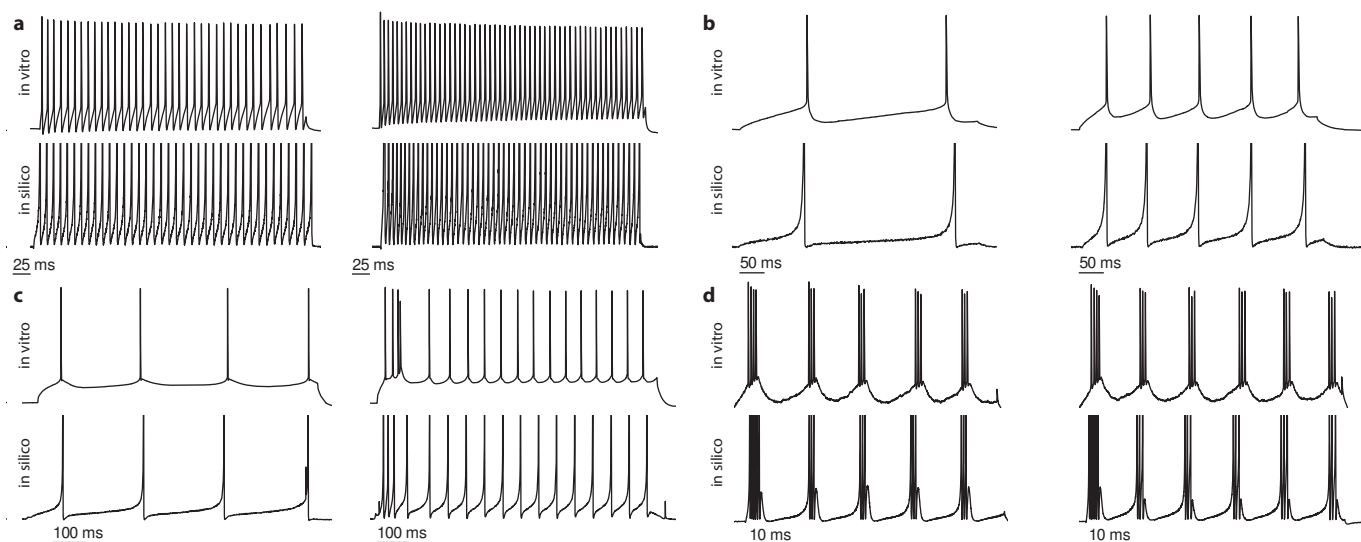 a
in vitro
in silico
25 ms
25 ms
b
in vitro
in silico
50 ms
50 ms
c
in vitro
in silico
100 ms
100 ms
d
in vitro
in silico
10 ms
10 ms